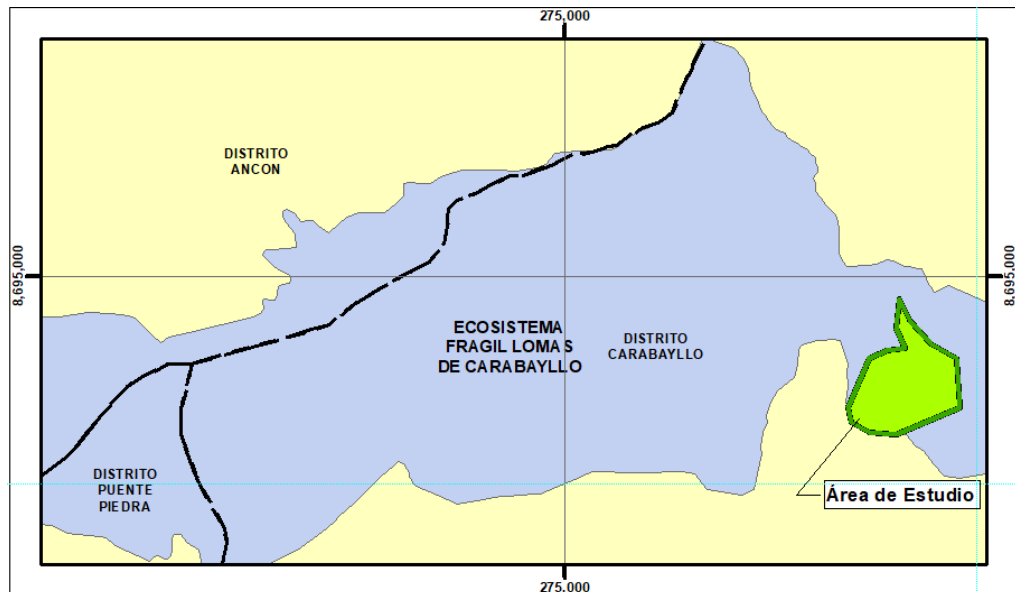 275,000
DISTRITO
ANCON
8,695,000
8,695,000
ECOSISTEMA
FRAGIL LOMAS
DE CARABAYLLO
DISTRITO
CARABAYLLO
DISTRITO
PUENTE
PIEDRA
Área de Estudio
275,000